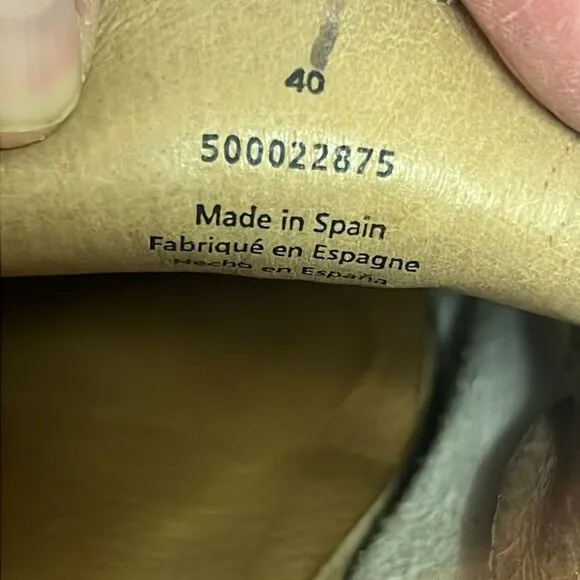 40
500022875
Made in Spain
Fabriqué en Espagne
Hecho en España